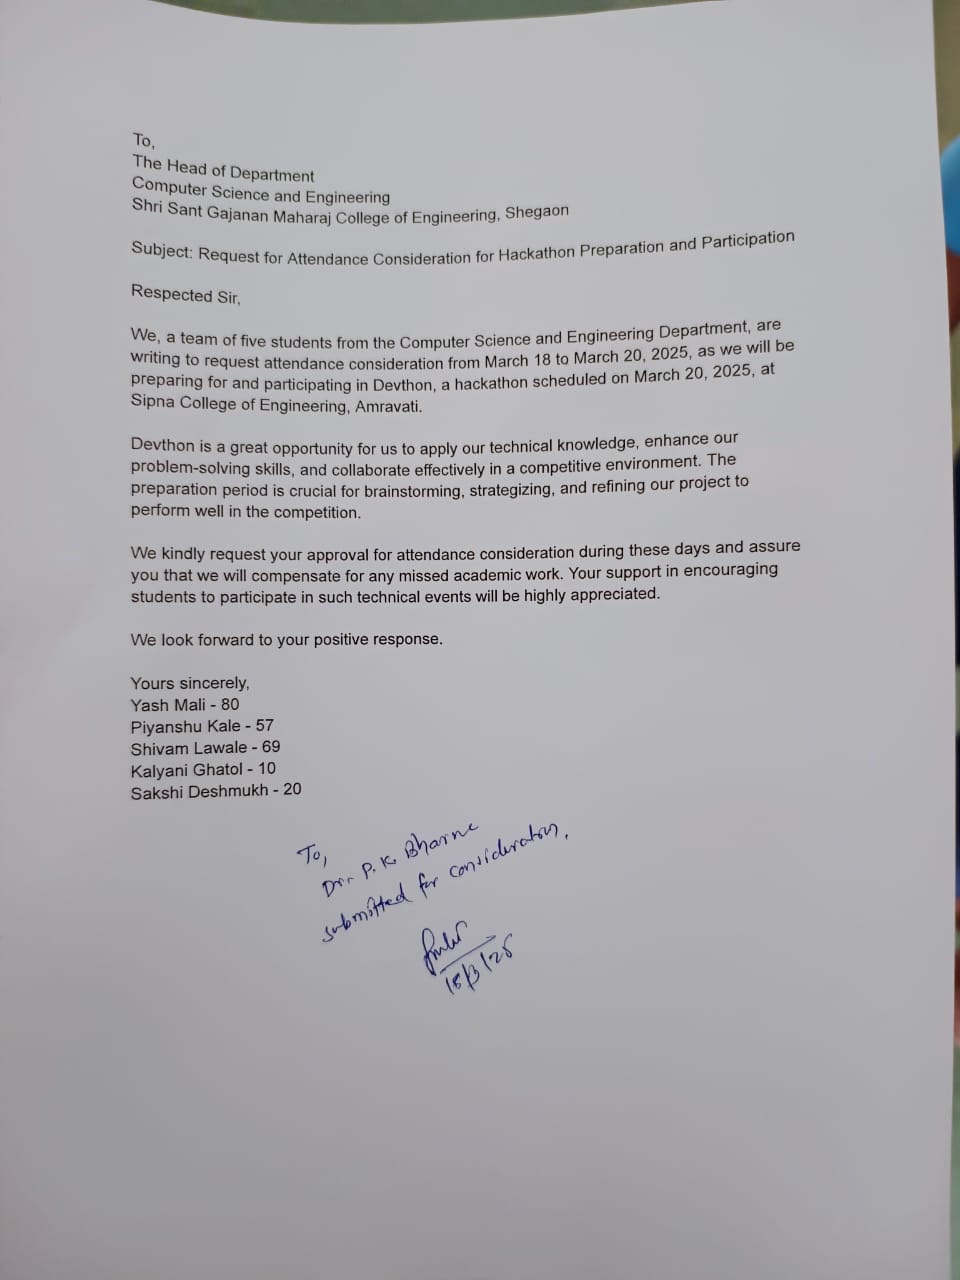 To,
The Head of Department
Computer Science and Engineering
Shri Sant Gajanan Maharaj College of Engineering, Shegaon
Subject: Request for Attendance Consideration for Hackathon Preparation and Participation
Respected Sir,
We, a team of five students from the Computer Science and Engineering Department, are
writing to request attendance consideration from March 18 to March 20, 2025, as we will be
preparing for and participating in Devthon, a hackathon scheduled on March 20, 2025, at
Sipna College of Engineering, Amravati.
Devthon is a great opportunity for us to apply our technical knowledge, enhance our
problem-solving skills, and collaborate effectively in a competitive environment. The
preparation period is crucial for brainstorming, strategizing, and refining our project to
perform well in the competition.
We kindly request your approval for attendance consideration during these days and assure
you that we will compensate for any missed academic work. Your support in encouraging
students to participate in such technical events will be highly appreciated.
We look forward to your positive response.
Yours sincerely,
Yash Mali - 80
Piyanshu Kale - 57
Shivam Lawale - 69
Kalyani Ghatol - 10
Sakshi Deshmukh - 20
To,
Dr. P. K. Bharne
submitted for consideration.
18/3/25